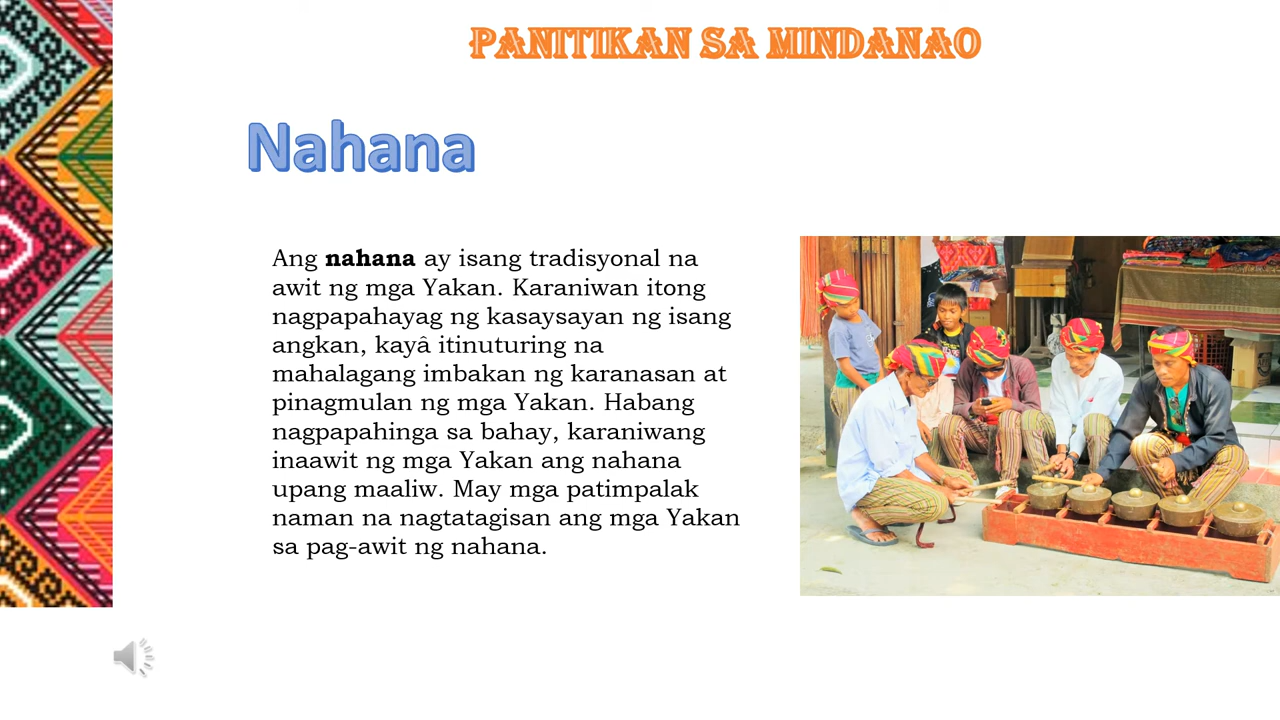 PANITIKAN SA MINDANAO
Nahana
Ang nahana ay isang tradisyonal na
awit ng mga Yakan. Karaniwan itong
nagpapahayag ng kasaysayan ng isang
angkan, kayâ itinuturing na
mahalagang imbakan ng karanasan at
pinagmulan ng mga Yakan. Habang
nagpapahinga sa bahay, karaniwang
inaawit ng mga Yakan ang nahana
upang maaliw. May mga patimpalak
naman na nagtatagisan ang mga Yakan
sa pag-awit ng nahana.